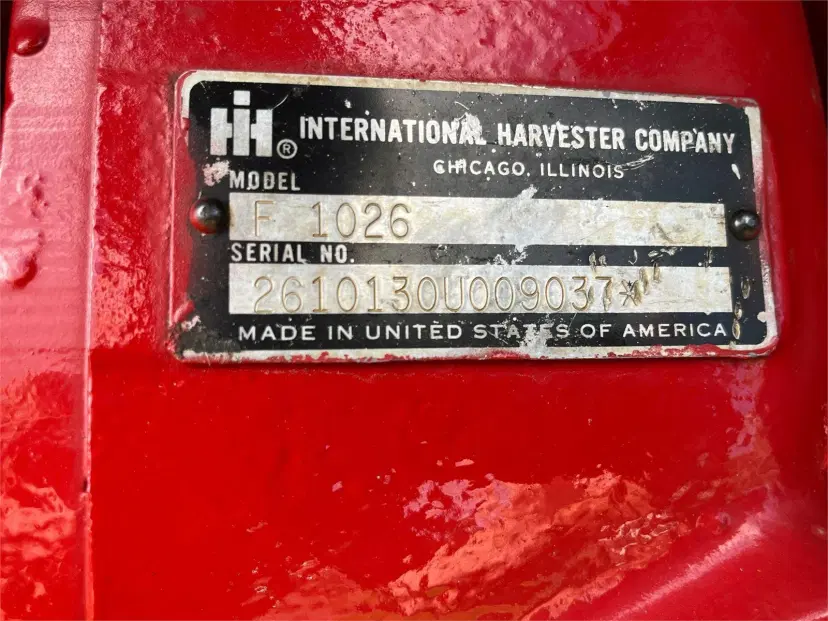 IH® INTERNATIONAL HARVESTER COMPANY
CHICAGO, ILLINOIS
MODEL
F 1026
SERIAL NO.
2610130U009037*
MADE IN UNITED STATES OF AMERICA